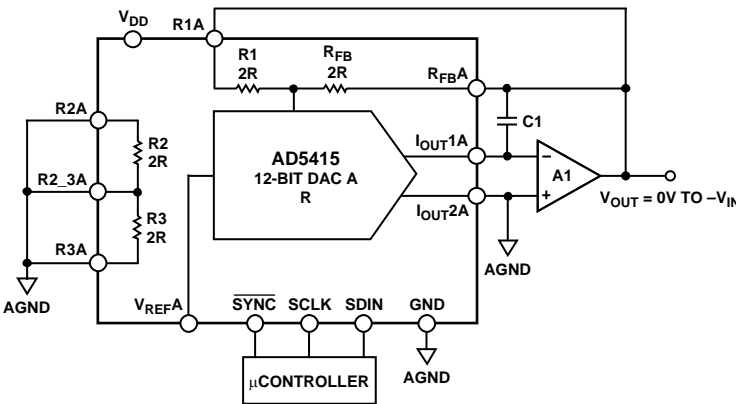 VDD
R1A
R1
2R
RFB
2R
RFBA
R2A
R2
2R
R2_3A
R3
2R
R3A
AGND
AD5415
12-BIT DAC A
R
IOUT1A
IOUT2A
C1
A1
VOUT = 0V TO –VIN
AGND
VREFA
SYNC
SCLK
SDIN
GND
µCONTROLLER
AGND